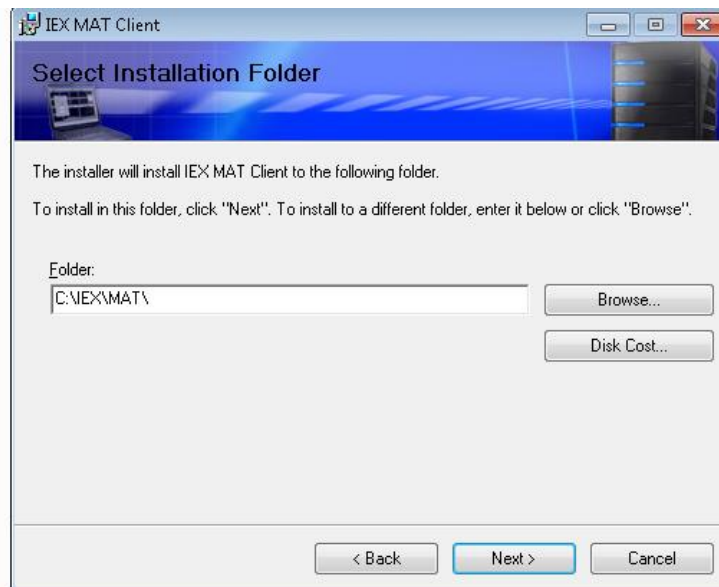 IEX MAT Client
Select Installation Folder
The installer will install IEX MAT Client to the following folder.
To install in this folder, click "Next". To install to a different folder, enter it below or click "Browse".
Folder:
C:\IEX\MAT\
Browse...
Disk Cost...
< Back
Next >
Cancel